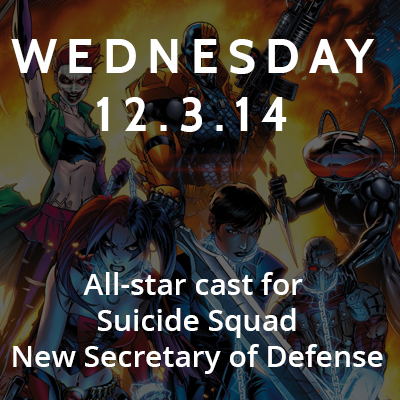 WEDNESDAY
12.3.14
All-star cast for
Suicide Squad
New Secretary of Defense